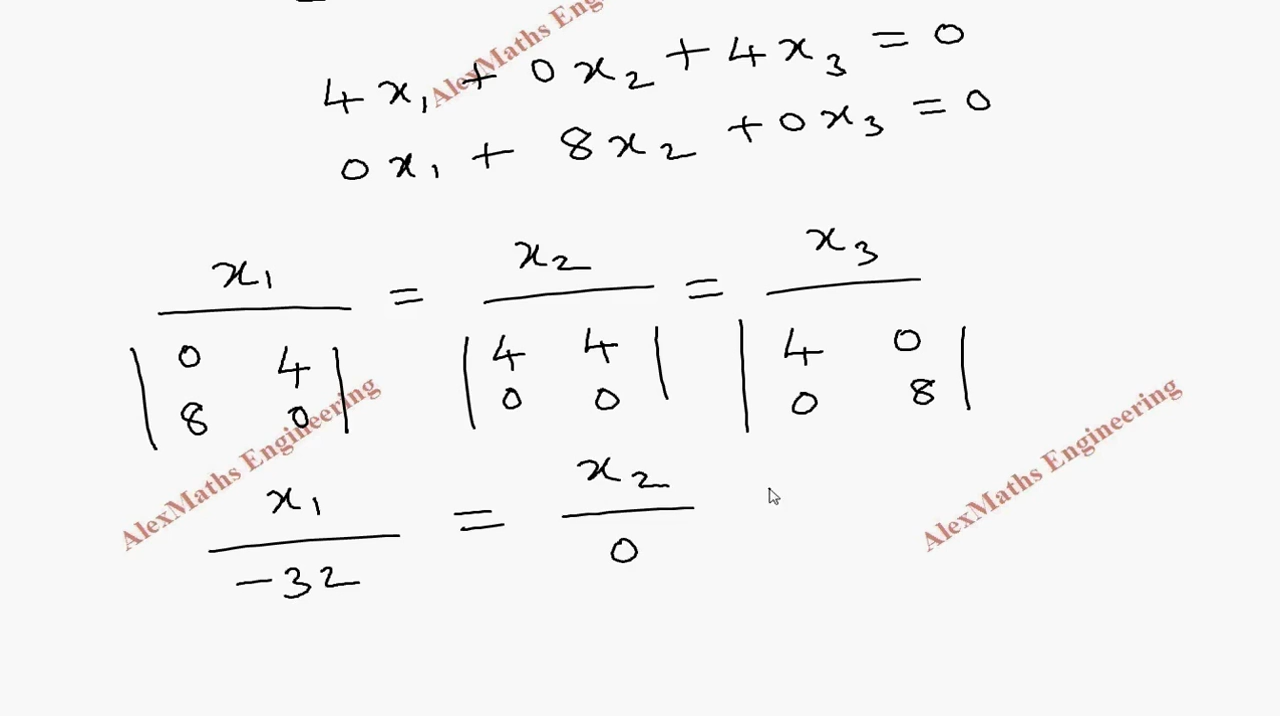 4x₁ + 0x₂ + 4x₃ = 0
0x₁ + 8x₂ + 0x₃ = 0
x₁ = x₂ = x₃
| 0 4 | | 4 4 | | 4 0 |
| 8 0 | | 0 0 | | 0 8 |
x₁ = x₂
-32 0
AlexMaths Eng
AlexMaths Engineering
AlexMaths Engineering